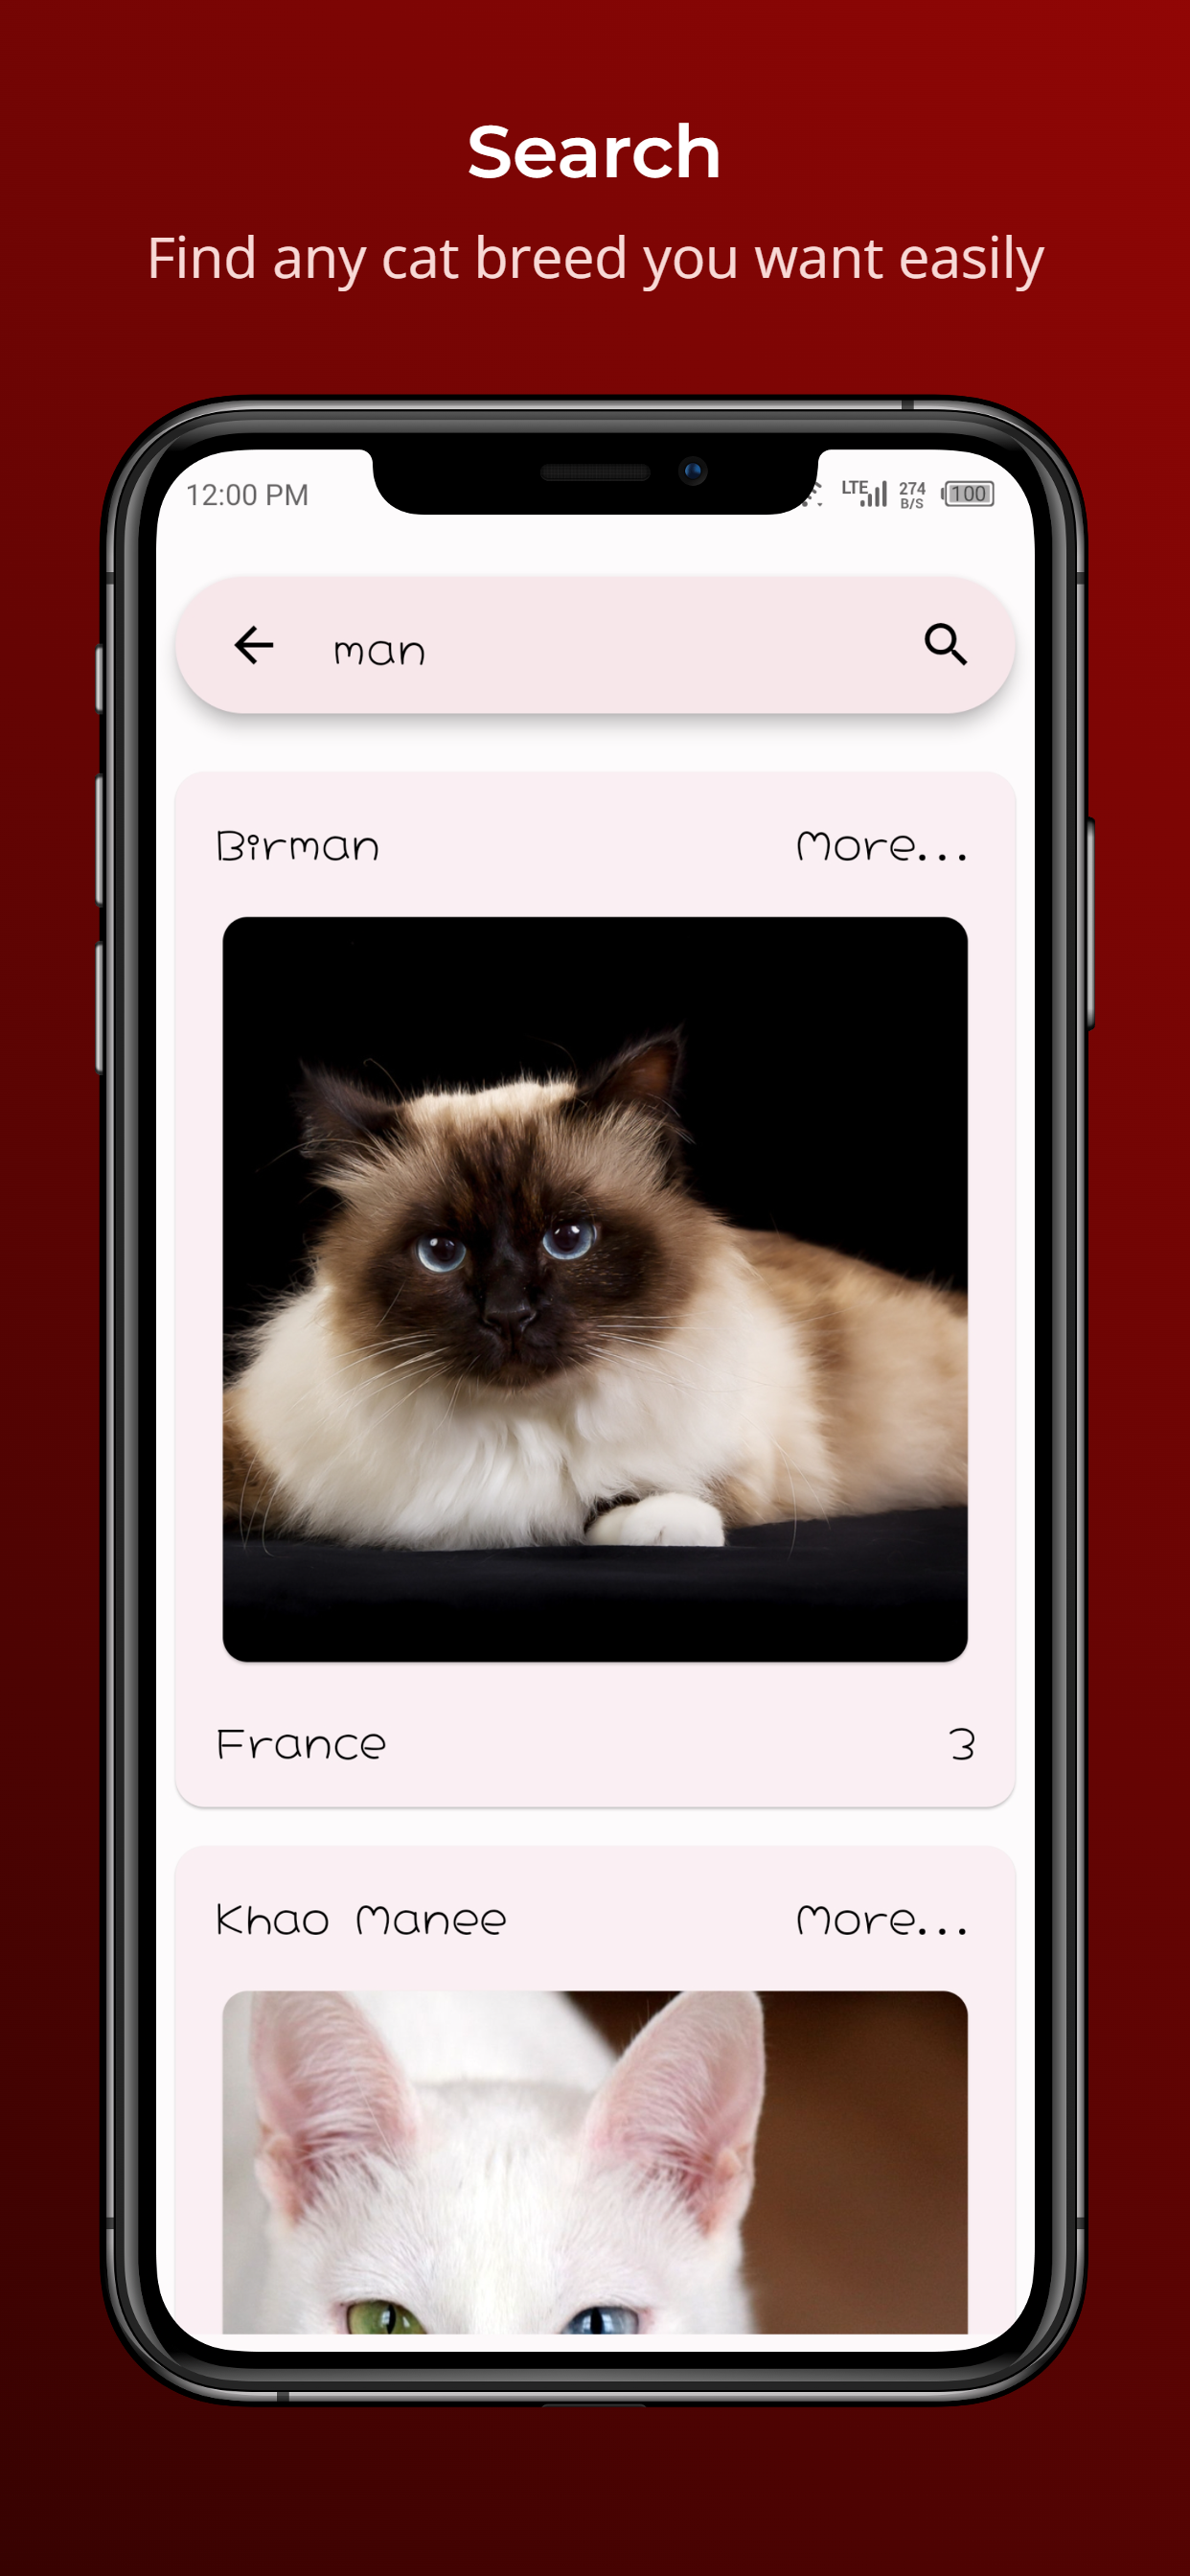 Search
Find any cat breed you want easily
12:00 PM LTE 274 B/S 100
man
Birman More...
France 3
Khao Manee More...